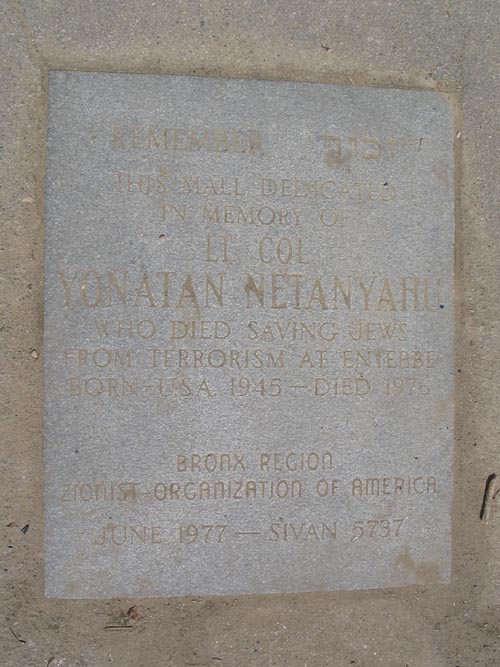 REMEMBER יזכור
THIS MALL DEDICATED
IN MEMORY OF
LT COL
YONATAN NETANYAHU
WHO DIED SAVING JEWS
FROM TERRORISM AT ENTEBBE
BORN-USA 1945 — DIED 1976
BRONX REGION
ZIONIST ORGANIZATION OF AMERICA
JUNE 1977 — SIVAN 5737